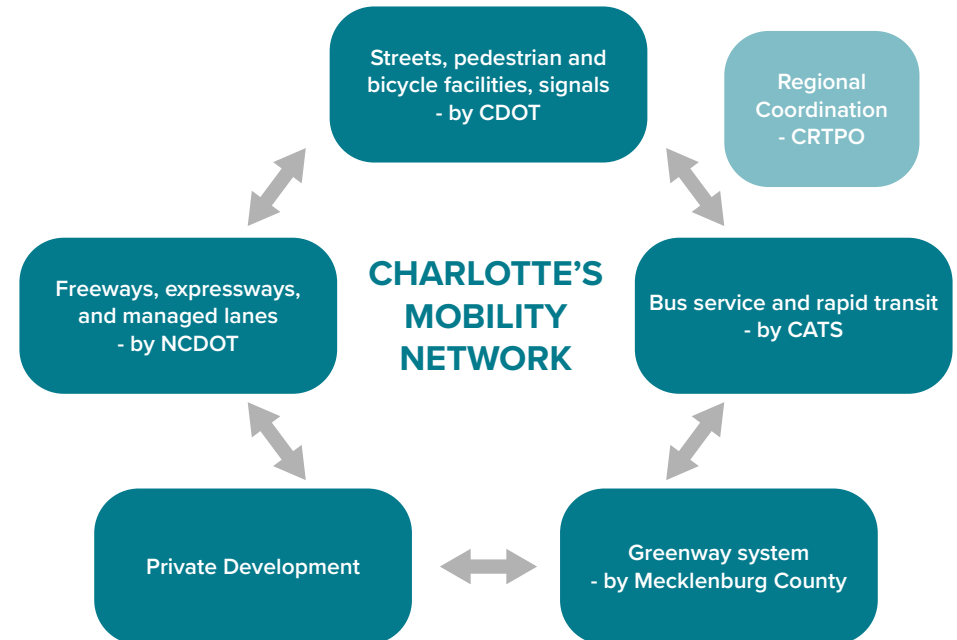 Streets, pedestrian and
bicycle facilities, signals
- by CDOT
Regional
Coordination
- CRTPO
Freeways, expressways,
and managed lanes
- by NCDOT
CHARLOTTE'S
MOBILITY
NETWORK
Bus service and rapid transit
- by CATS
Private Development
Greenway system
- by Mecklenburg County